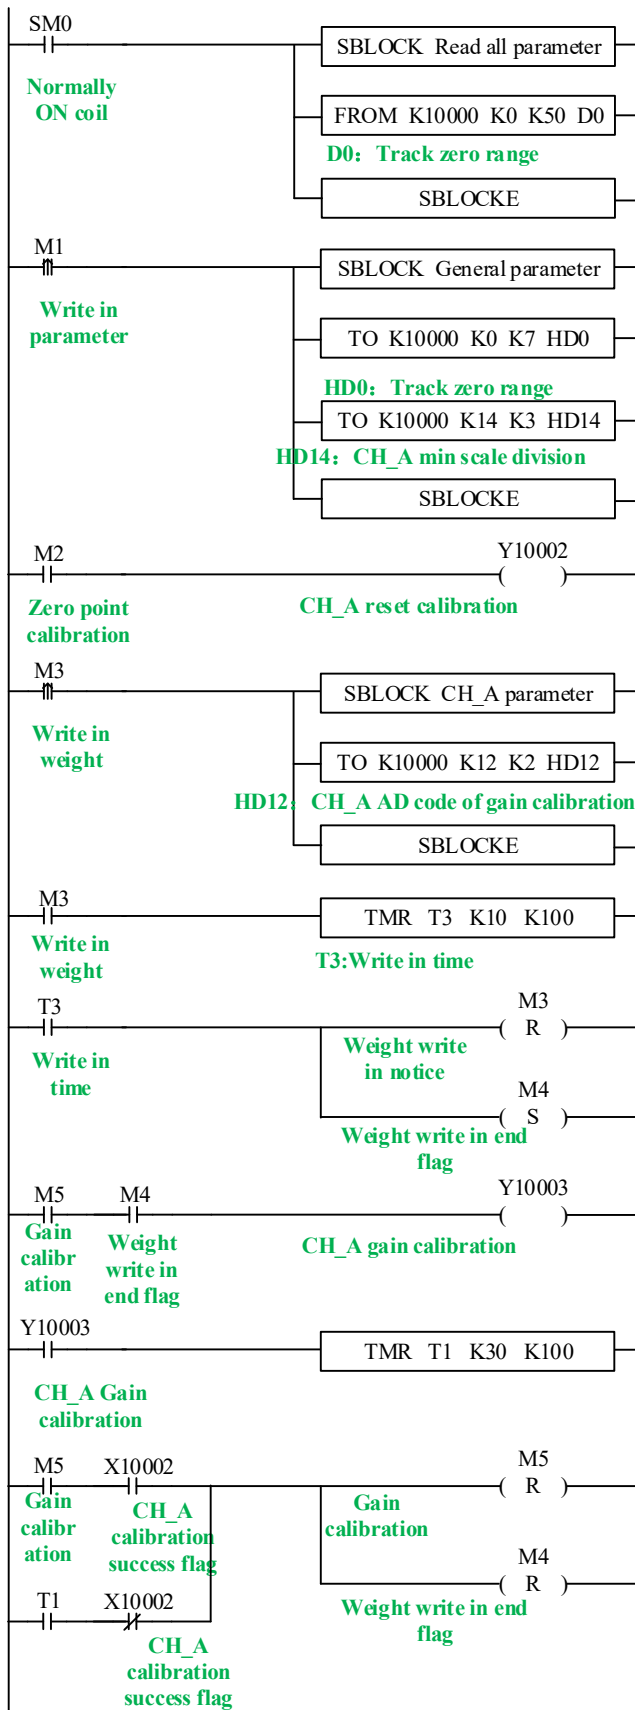 SM0
SBLOCK Read all parameter
Normally
ON coil
FROM K10000 K0 K50 D0
D0：Track zero range
SBLOCKE
M1
SBLOCK General parameter
Write in
parameter
TO K10000 K0 K7 HD0
HD0：Track zero range
TO K10000 K14 K3 HD14
HD14：CH_A min scale division
SBLOCKE
M2
Y10002
( )
Zero point
calibration
CH_A reset calibration
M3
SBLOCK CH_A parameter
Write in
weight
TO K10000 K12 K2 HD12
HD12：CH_A AD code of gain calibration
SBLOCKE
M3
TMR T3 K10 K100
Write in
weight
T3:Write in time
T3
M3
( R )
Write in
time
Weight write
in notice
M4
( S )
Weight write in end
flag
M5
M4
Y10003
( )
Gain
calibr
ation
Weight
write in
end flag
CH_A gain calibration
Y10003
TMR T1 K30 K100
CH_A Gain
calibration
M5
X10002
M5
( R )
Gain
calibr
ation
CH_A
calibration
success flag
Gain
calibration
M4
( R )
T1
X10002
Weight write in end
flag
CH_A
calibration
success flag